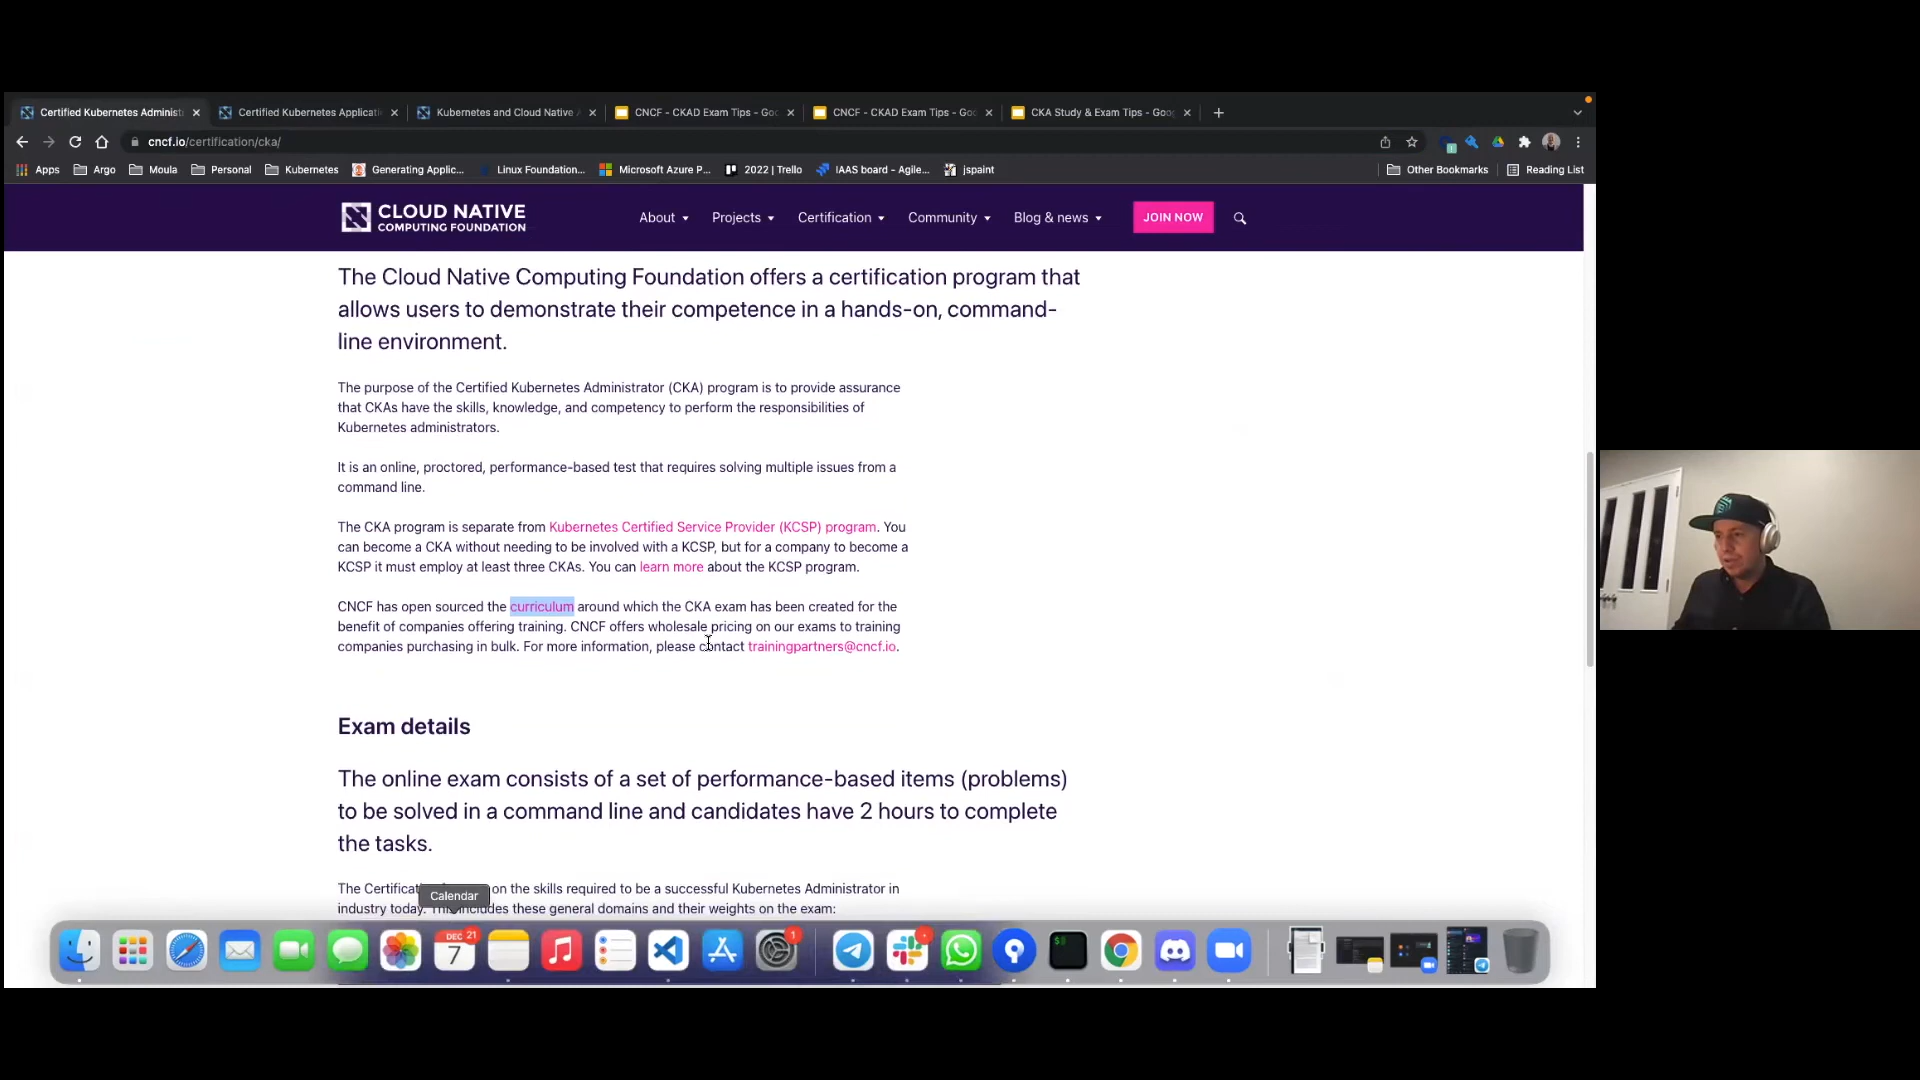 Certified Kubernetes Administ
Certified Kubernetes Applicati
Kubernetes and Cloud Native A
CNCF - CKAD Exam Tips - Goo
CNCF - CKAD Exam Tips - Goo
CKA Study & Exam Tips - Goog
cncf.io/certification/cka/
Apps
Argo
Moula
Personal
Kubernetes
Generating Applic...
Linux Foundation...
Microsoft Azure P...
2022 | Trello
IAAS board - Agile...
jspaint
Other Bookmarks
Reading List
CLOUD NATIVE
COMPUTING FOUNDATION
About
Projects
Certification
Community
Blog & news
JOIN NOW
The Cloud Native Computing Foundation offers a certification program that
allows users to demonstrate their competence in a hands-on, command-
line environment.
The purpose of the Certified Kubernetes Administrator (CKA) program is to provide assurance
that CKAs have the skills, knowledge, and competency to perform the responsibilities of
Kubernetes administrators.
It is an online, proctored, performance-based test that requires solving multiple issues from a
command line.
The CKA program is separate from Kubernetes Certified Service Provider (KCSP) program. You
can become a CKA without needing to be involved with a KCSP, but for a company to become a
KCSP it must employ at least three CKAs. You can learn more about the KCSP program.
CNCF has open sourced the curriculum around which the CKA exam has been created for the
benefit of companies offering training. CNCF offers wholesale pricing on our exams to training
companies purchasing in bulk. For more information, please contact trainingpartners@cncf.io.
Exam details
The online exam consists of a set of performance-based items (problems)
to be solved in a command line and candidates have 2 hours to complete
the tasks.
The Certificat on the skills required to be a successful Kubernetes Administrator in
Calendar
industry today. This includes these general domains and their weights on the exam:
DEC 21
7
1